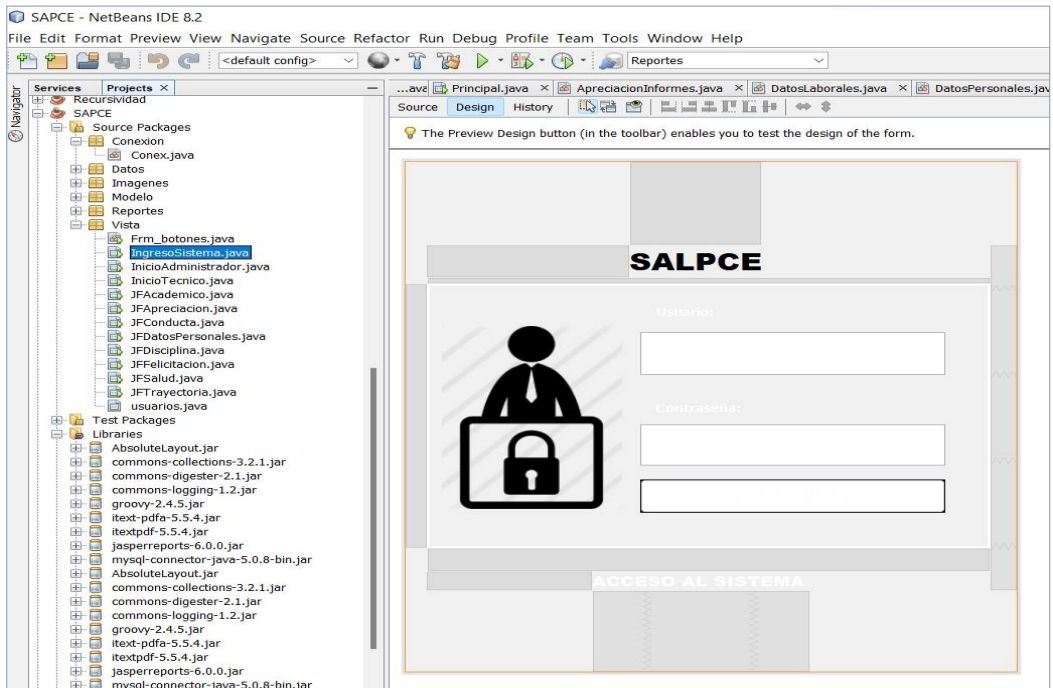 SAPCE - NetBeans IDE 8.2
File Edit Format Preview View Navigate Source Refactor Run Debug Profile Team Tools Window Help
<default config>
Reportes
Navigator
Services Projects ×
Recursividad
SAPCE
Source Packages
Conexion
Conex.java
Datos
Imagenes
Modelo
Reportes
Vista
Frm_botones.java
IngresoSistema.java
InicioAdministrador.java
InicioTecnico.java
JFAcademico.java
JFApreciacion.java
JFConducta.java
JFDatosPersonales.java
JFDisciplina.java
JFFelicitacion.java
JFSalud.java
JFTrayectoria.java
usuarios.java
Test Packages
Libraries
AbsoluteLayout.jar
commons-collections-3.2.1.jar
commons-digester-2.1.jar
commons-logging-1.2.jar
groovy-2.4.5.jar
itext-pdfa-5.5.4.jar
itextpdf-5.5.4.jar
jasperreports-6.0.0.jar
mysql-connector-java-5.0.8-bin.jar
AbsoluteLayout.jar
commons-collections-3.2.1.jar
commons-digester-2.1.jar
commons-logging-1.2.jar
groovy-2.4.5.jar
itext-pdfa-5.5.4.jar
itextpdf-5.5.4.jar
jasperreports-6.0.0.jar
mysql-connector-java-5.0.8-bin.jar
...ava Principal.java × ApreciacionInformes.java × DatosLaborales.java × DatosPersonales.jav
Source Design History
The Preview Design button (in the toolbar) enables you to test the design of the form.
SALPCE
Usuario:
Contraseña:
ACCESO AL SISTEMA